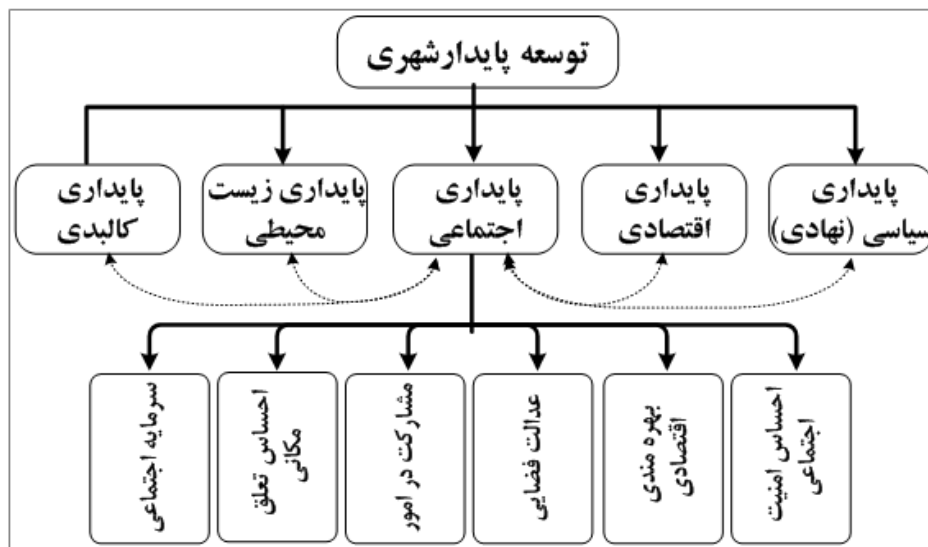 توسعه پایدارشهری
پایداری
سیاسی (نهادی)
پایداری
اقتصادی
پایداری
اجتماعی
پایداری زیست
محیطی
پایداری
کالبدی
احساس امنیت
اجتماعی
بهره مندی
اقتصادی
عدالت فضایی
مشارکت در امور
احساس تعلق
مکانی
سرمایه اجتماعی